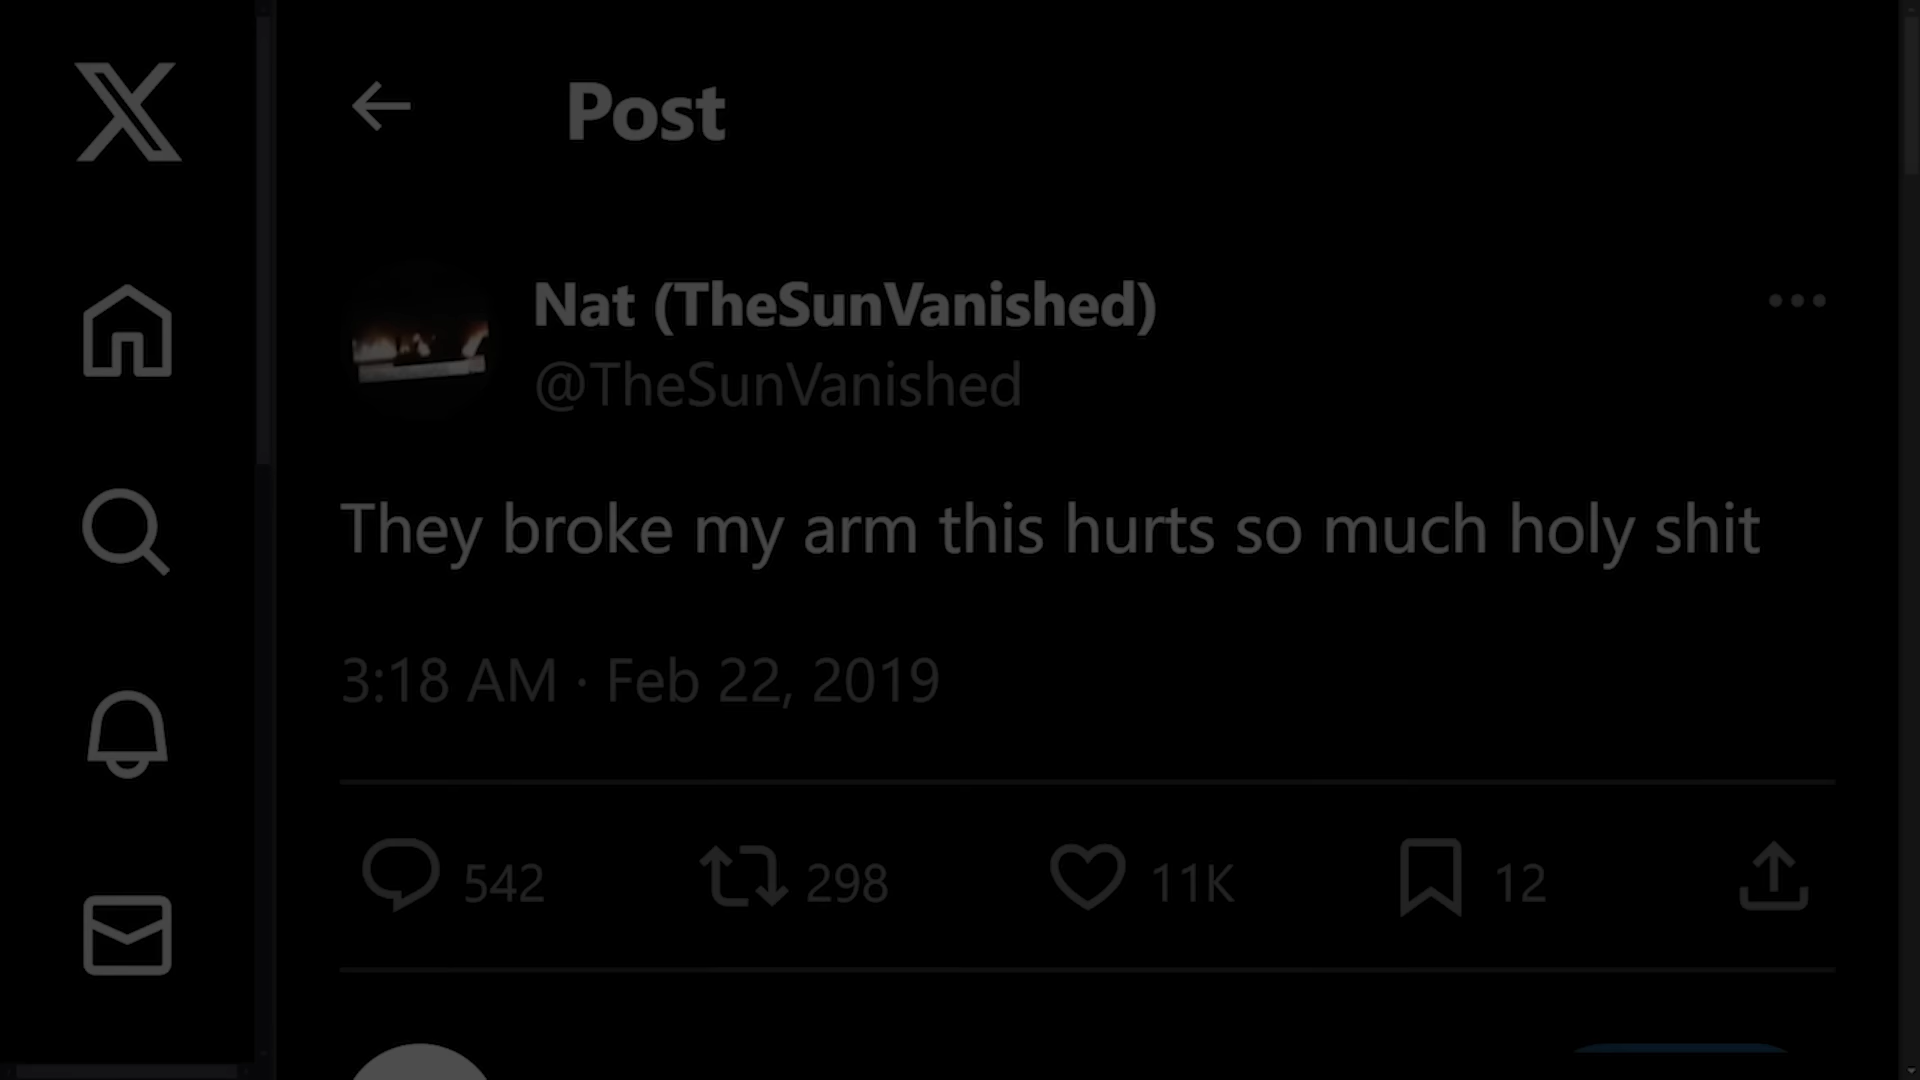 Post
Nat (TheSunVanished)
@TheSunVanished
They broke my arm this hurts so much holy shit
3:18 AM · Feb 22, 2019
542 298 11K 12